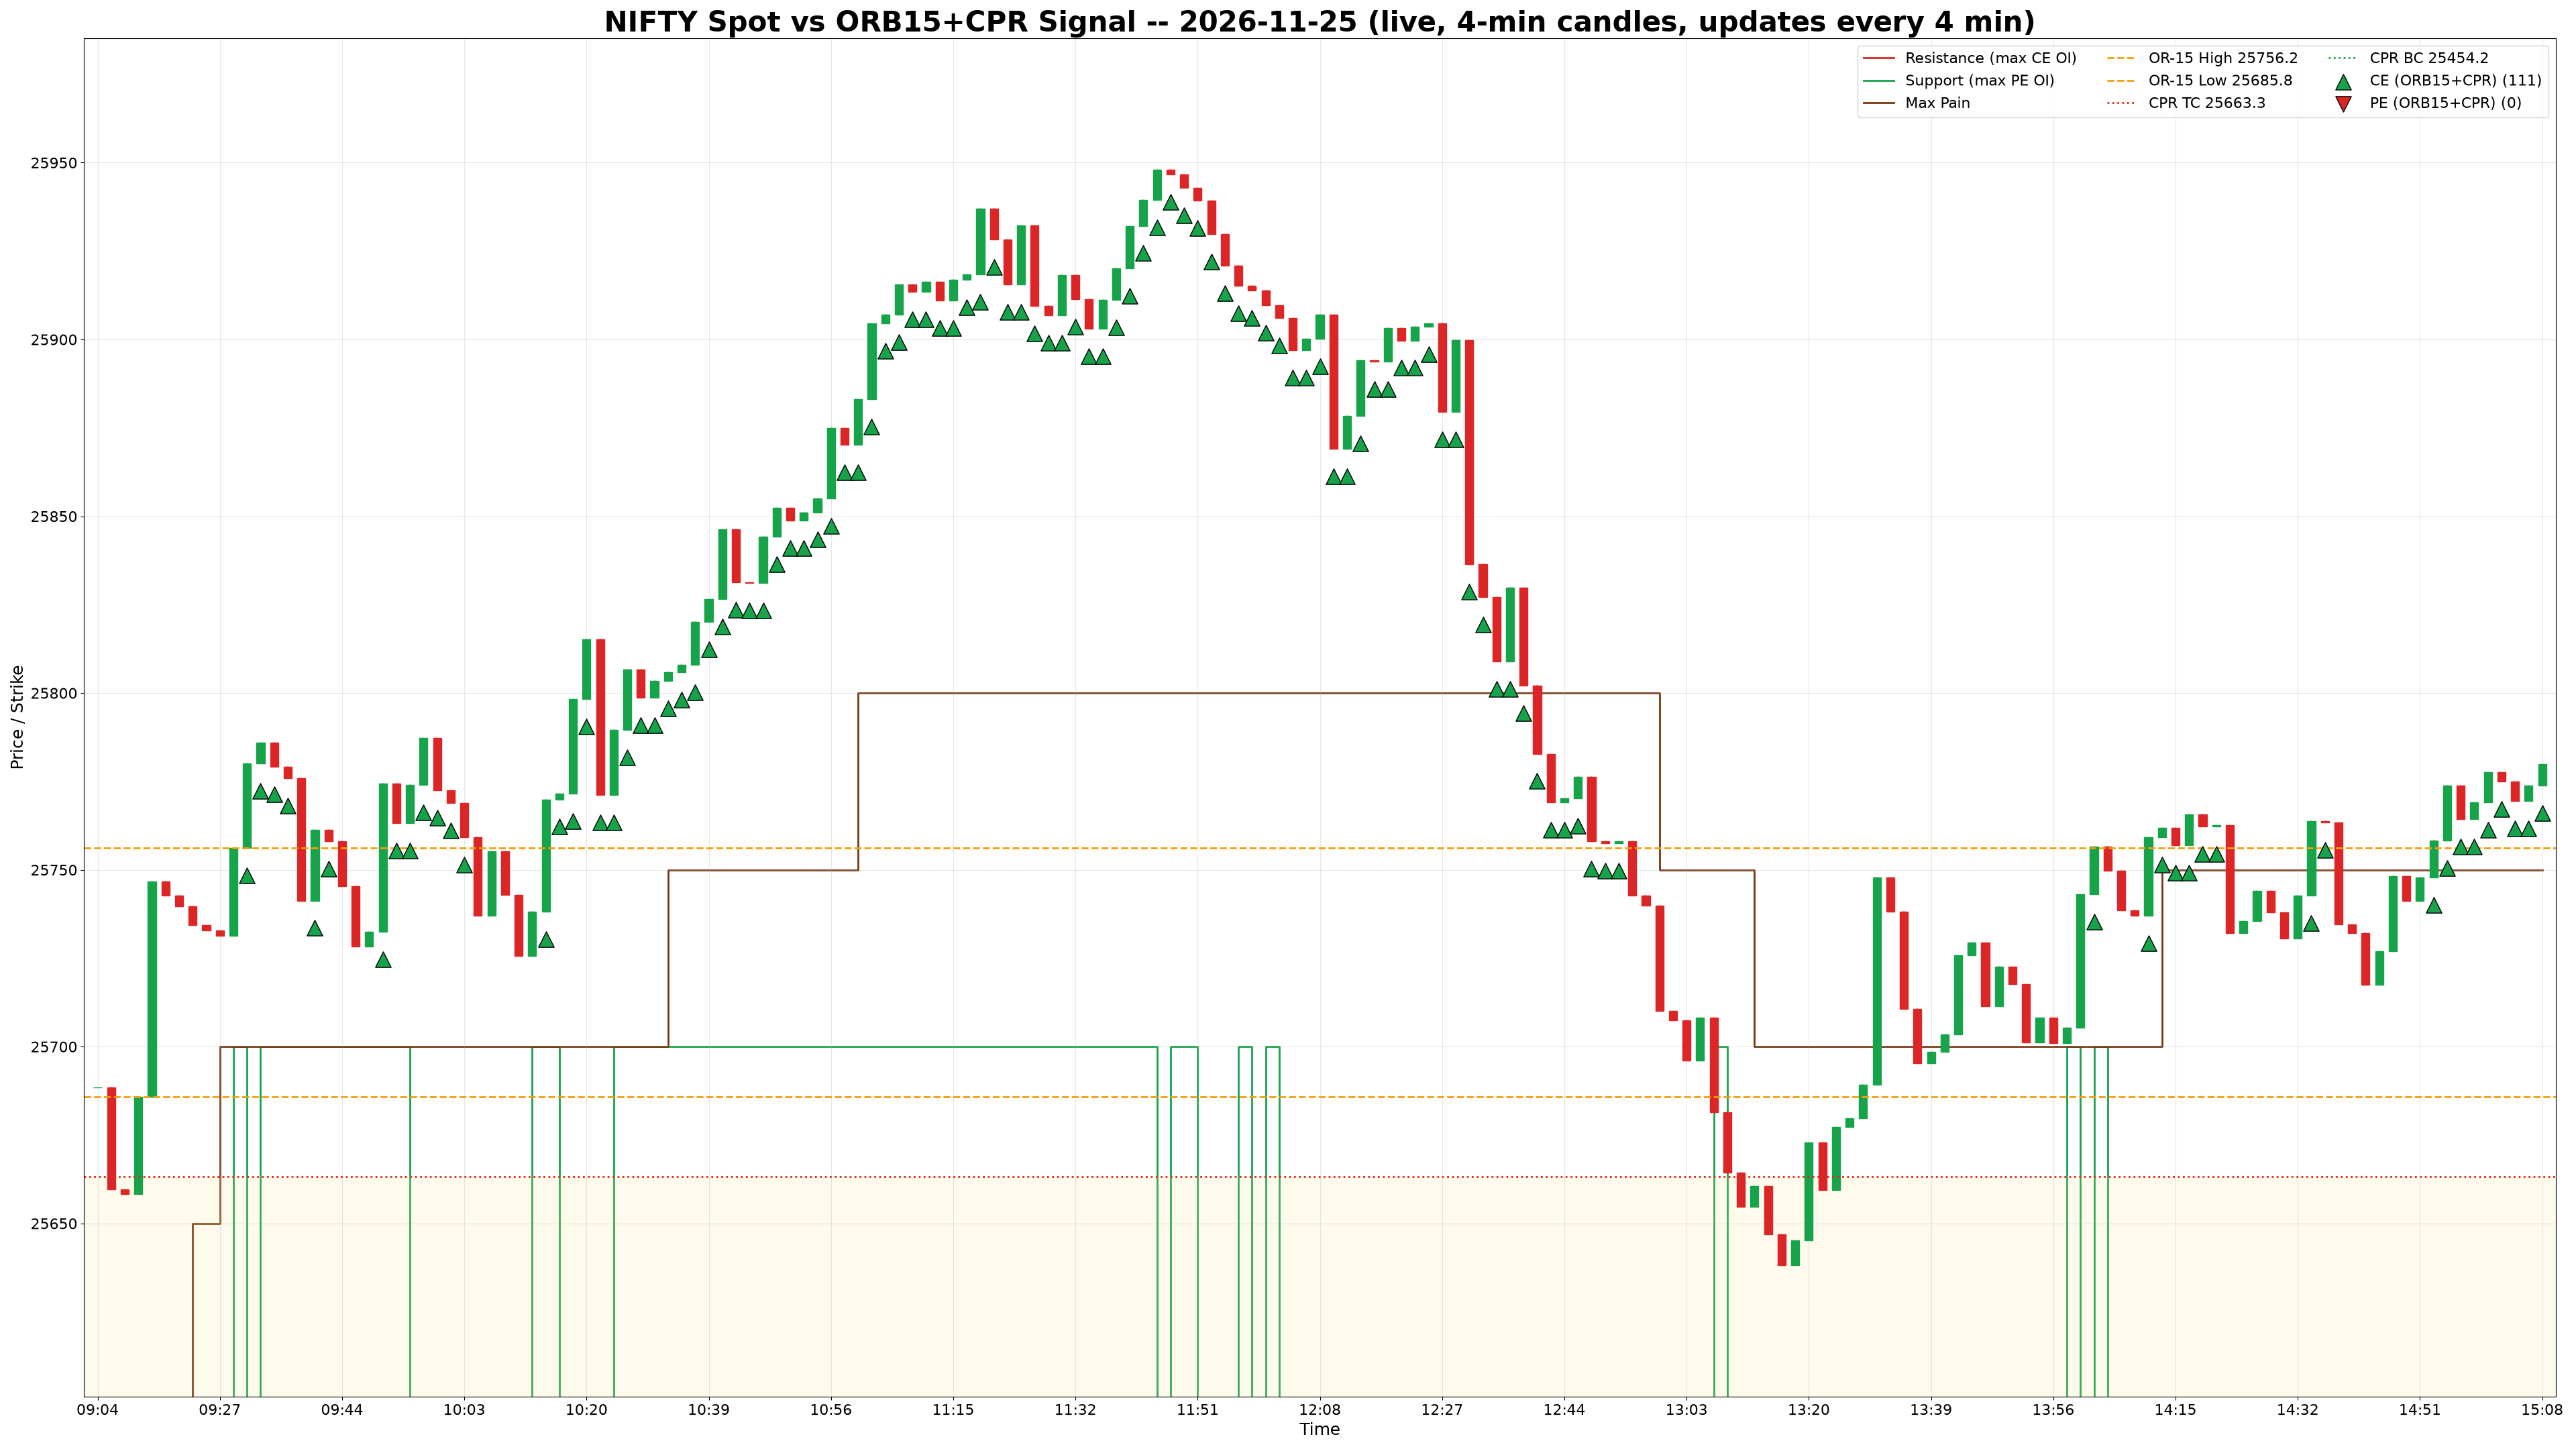 NIFTY Spot vs ORB15+CPR Signal -- 2026-11-25 (live, 4-min candles, updates every 4 min)
Resistance (max CE OI)
Support (max PE OI)
Max Pain
OR-15 High 25756.2
OR-15 Low 25685.8
CPR TC 25663.3
CPR BC 25454.2
CE (ORB15+CPR) (111)
PE (ORB15+CPR) (0)
Price / Strike
25950
25900
25850
25800
25750
25700
25650
09:04 09:27 09:44 10:03 10:20 10:39 10:56 11:15 11:32 11:51 12:08 12:27 12:44 13:03 13:20 13:39 13:56 14:15 14:32 14:51 15:08
Time